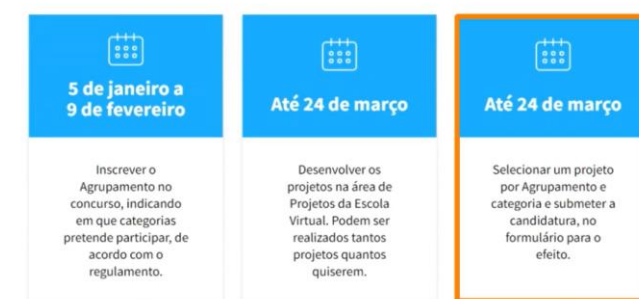 5 de janeiro a
9 de fevereiro
Inscrever o
Agrupamento no
concurso, indicando
em que categorias
pretende participar, de
acordo com o
regulamento.
Até 24 de março
Desenvolver os
projetos na área de
Projetos da Escola
Virtual. Podem ser
realizados tantos
projetos quantos
quiserem.
Até 24 de março
Selecionar um projeto
por Agrupamento e
categoria e submeter a
candidatura, no
formulário para o
efeito.